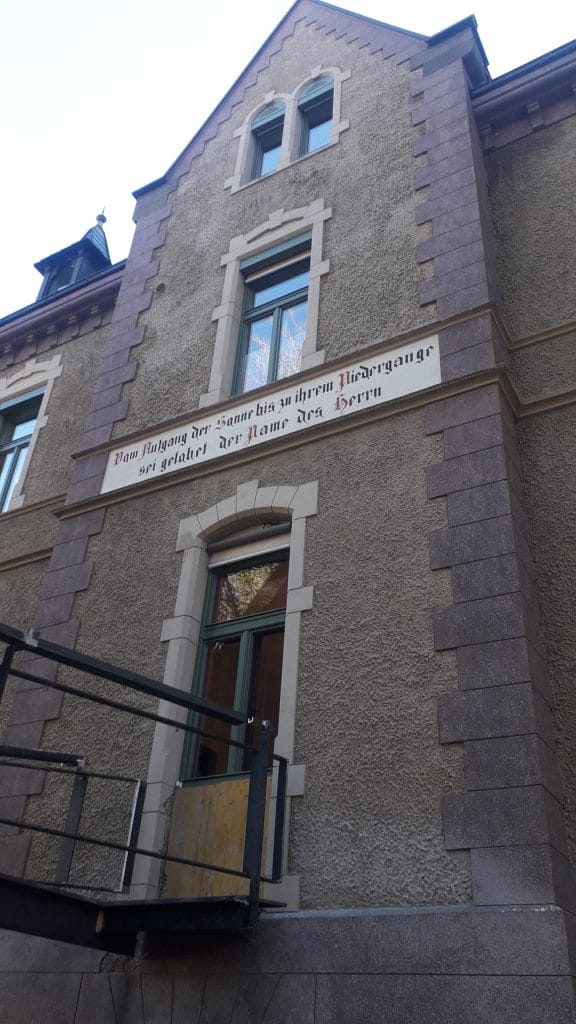 Vom Aufgang der Sonne bis zu ihrem Niedergange
sei gelobet der Name des Herrn